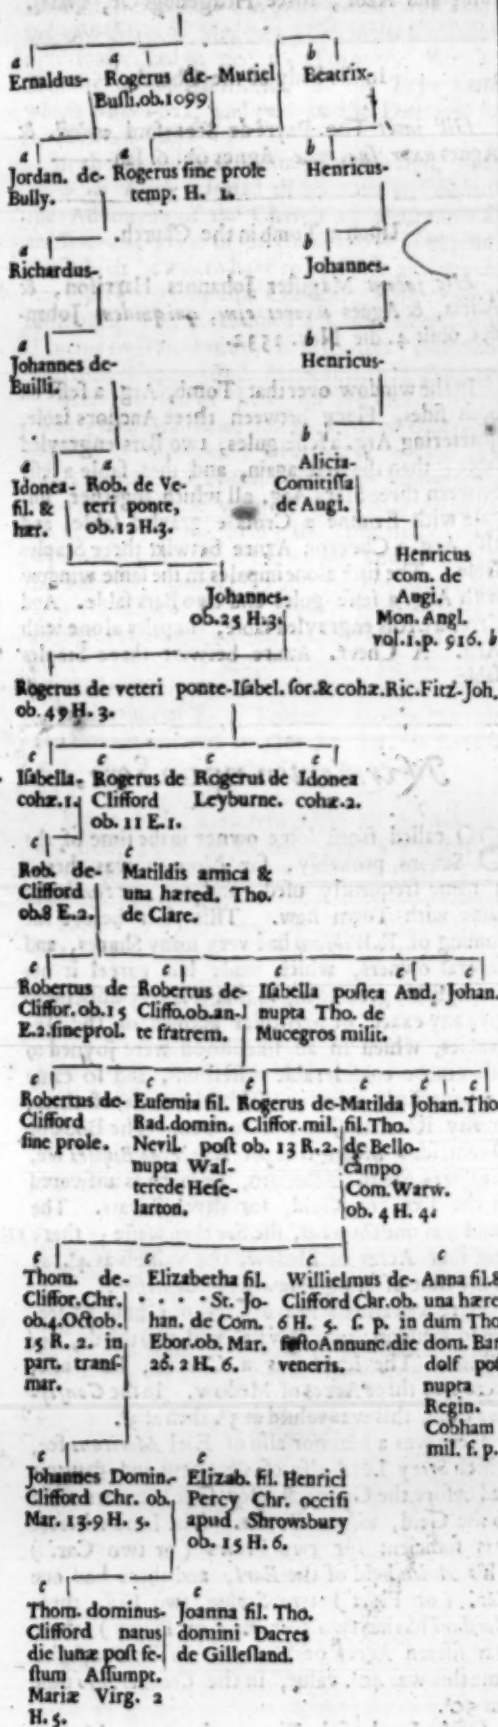 a a b
Ernaldus- Rogerus de-Muriel Beatrix-
Busli.ob.1099
a a b
Jordan. de- Rogerus sine prole Henricus-
Bully. temp. H. 1.
a b
Richardus- Johannes-
a b
Johannes de- Henricus-
Builli.
b
Alicia-
Comitissa
de Augi.
a a
Idonea- Rob. de Ve-
fil. & teri ponte,
hær. ob.12H.3.
Henricus
com. de
Augi.
Mon. Angl.
vol.1.p. 916. b
Johannes-
ob.25 H.3.
Rogerus de veteri ponte-Isabel. sor.& cohæ.Ric.Fitz-Joh.
ob. 49 H. 3.
c c c c
Isabella- Rogerus de Rogerus de Idonea
cohæ.1. Clifford Leyburne. cohæ.2.
ob. 11 E.1.
c c
Rob. de- Matildis amica &
Clifford una hæred. Tho.
ob.8 E.2. de Clare.
c c c c c
Robertus de Robertus de- Isabella postea And. Johan.
Cliffor.ob.15 Cliffo.ob.an- nupta Tho. de
E.2.sineprol. te fratrem. Mucegros milit.
c c c c c c
Robertus de- Eufemia fil. Rogerus de-Matilda Johan.Tho
Clifford Rad.domin. Cliffor.mil. fil.Tho.
sine prole. Nevil post ob. 13 R.2. de Bello-
nupta Wal- campo
terede Hese- Com.Warw.
larton. ob. 4 H. 4.
c c c c
Thom. de- Elizabetha fil. Willielmus de- Anna fil.&
Cliffor.Chr. · · · · St. Jo- Clifford Chr.ob. una hære
ob.4.Octob. han. de Com. 6 H. 5. s. p. in dum Tho
15 R. 2. in Ebor.ob. Mar. festoAnnunc.die dom. Bar
part. transf- 26. 2 H. 6. veneris. dolf post
mar. nupta
Regin.
Cobham
mil. s. p.
c c
Johannes Domin.- Elizab. fil. Henrici
Clifford Chr. ob. Percy Chr. occisi
Mar. 13.9 H. 5. apud Shrowsbury
ob. 15 H. 6.
c c
Thom. dominus- Joanna fil. Tho.
Clifford natus domini Dacres
die lunæ post fe- de Gillesland.
stum Assumpt.
Mariæ Virg. 2
H. 5.